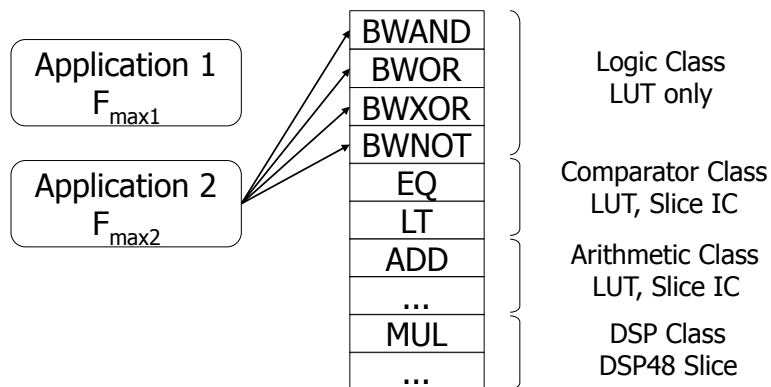 Application 1
Fmax1
Application 2
Fmax2
BWAND
BWOR
BWXOR
BWNOT
EQ
LT
ADD
...
MUL
...
Logic Class
LUT only
Comparator Class
LUT, Slice IC
Arithmetic Class
LUT, Slice IC
DSP Class
DSP48 Slice